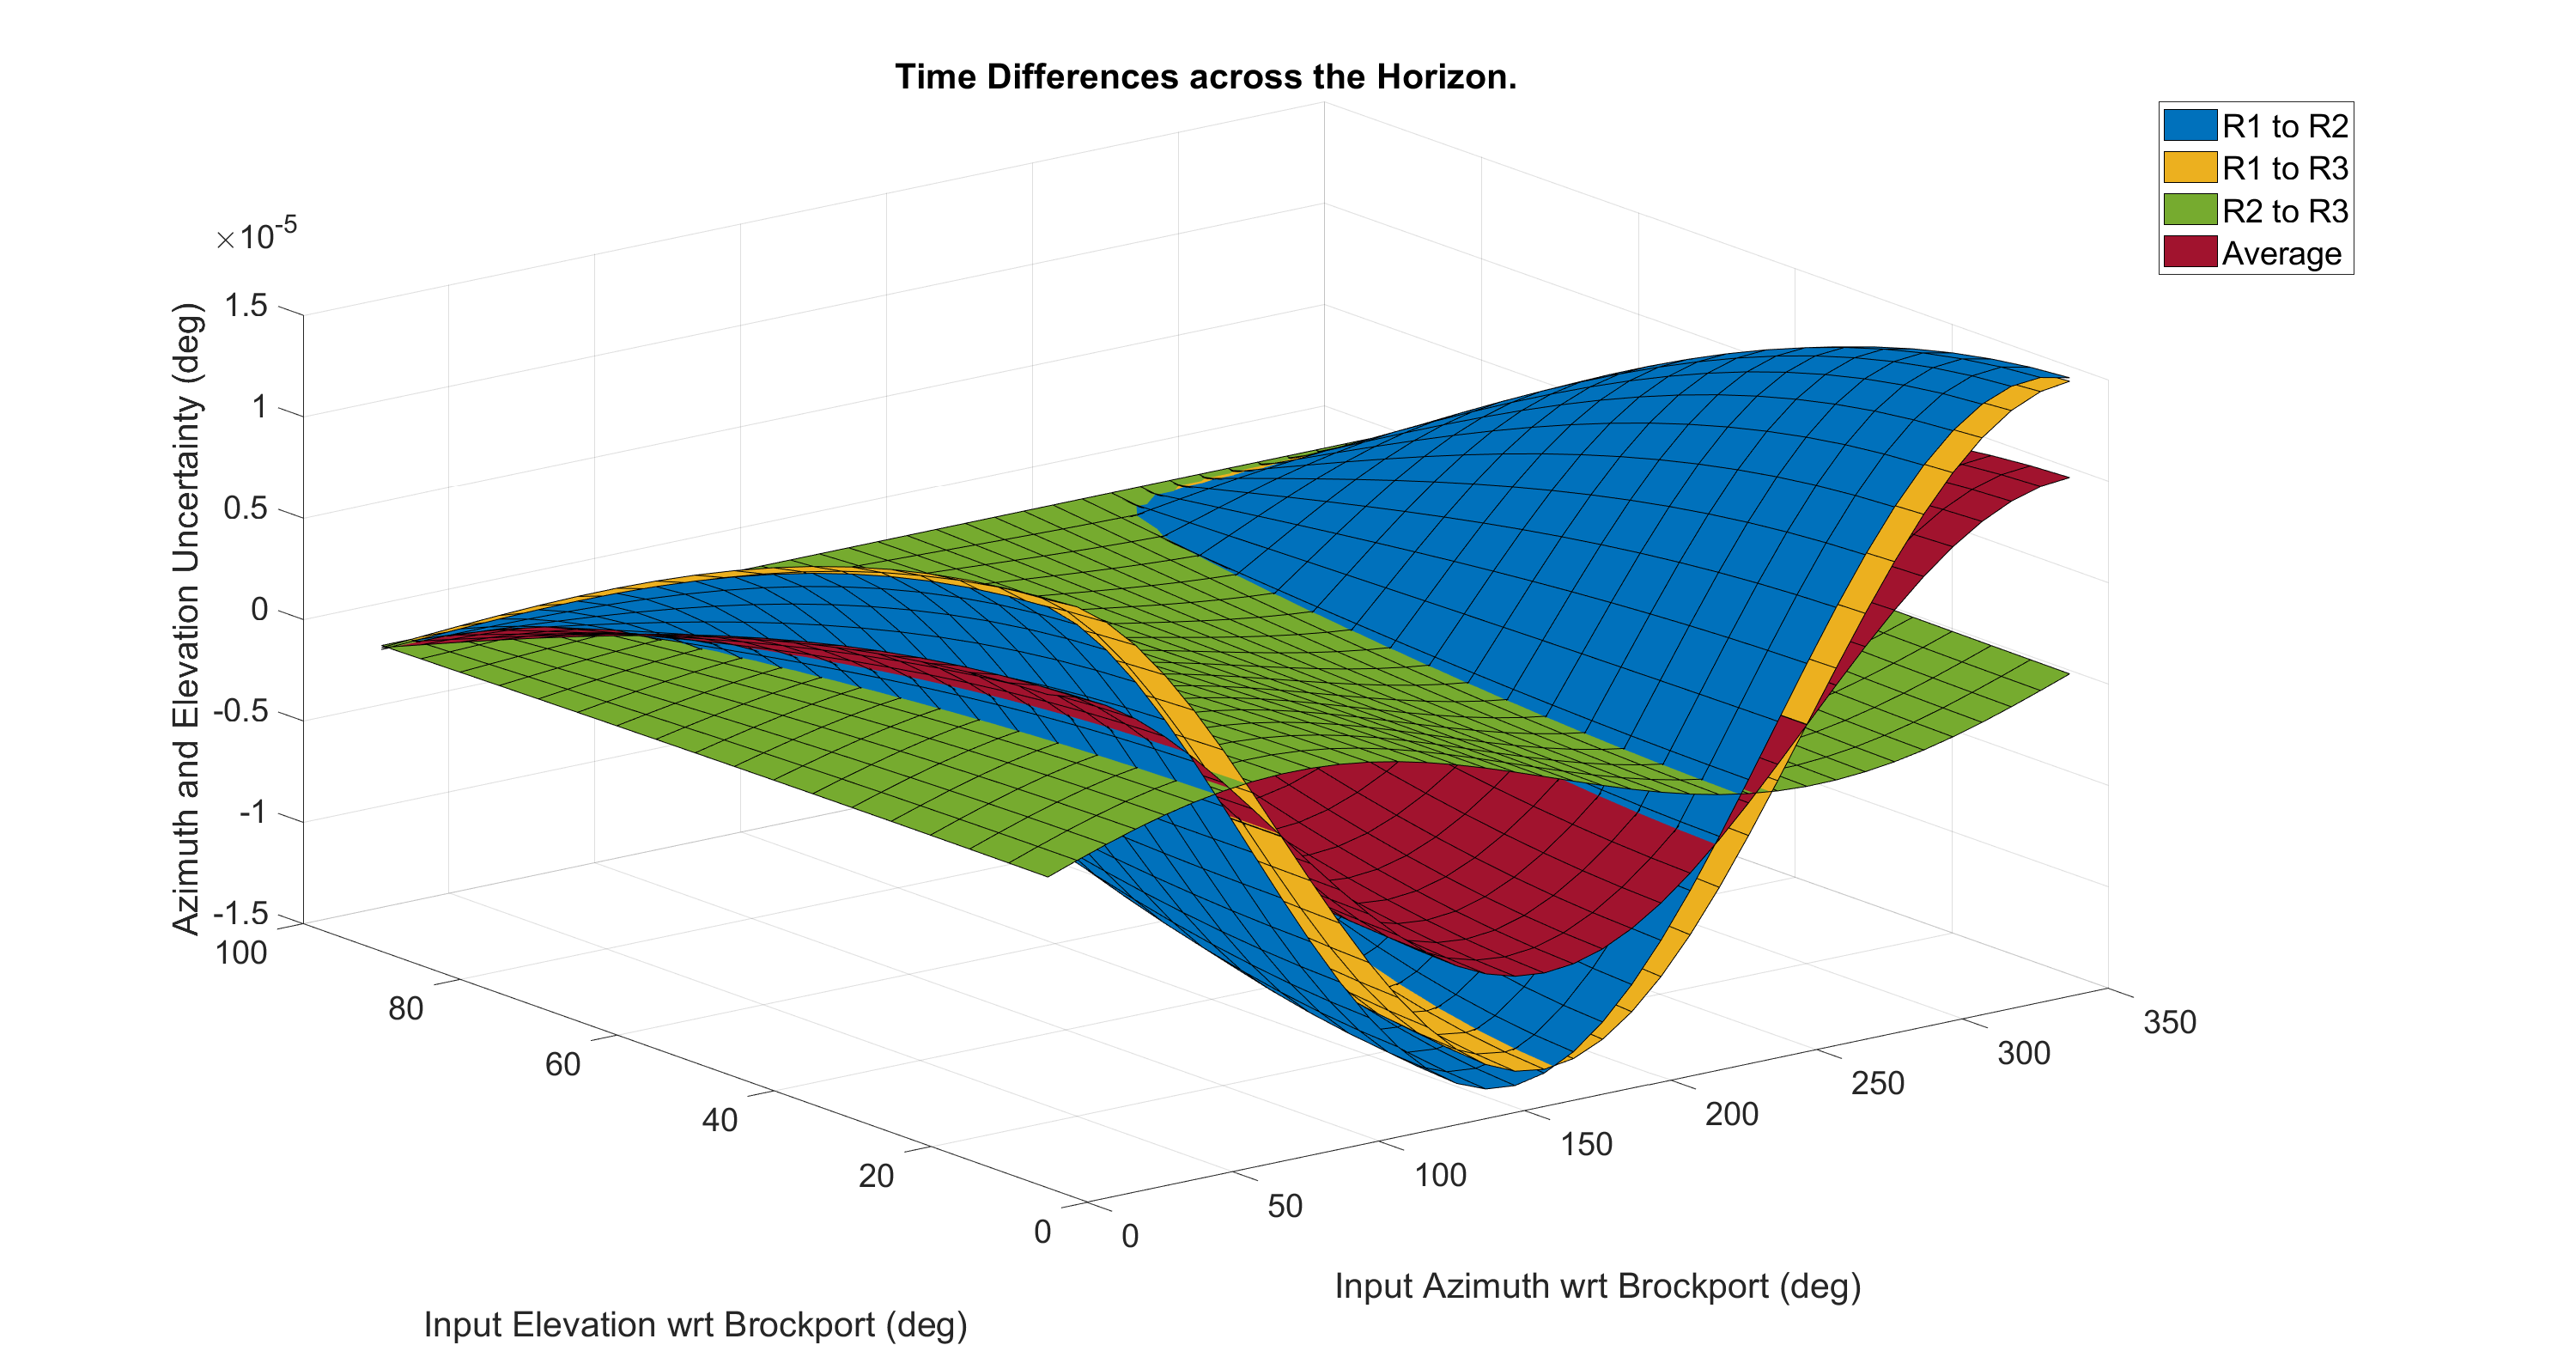 Time Differences across the Horizon.
R1 to R2
R1 to R3
R2 to R3
Average
×10-5
1.5
1
0.5
0
-0.5
-1
-1.5
Azimuth and Elevation Uncertainty (deg)
100
80
60
40
20
0
Input Elevation wrt Brockport (deg)
0
50
100
150
200
250
300
350
Input Azimuth wrt Brockport (deg)